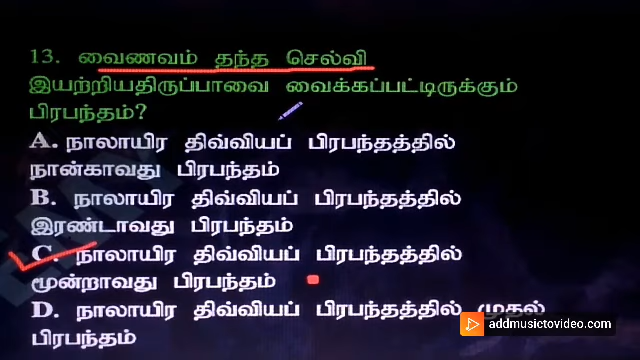 13. வைணவம் தந்த செல்வி
இயற்றியதிருப்பாவை வைக்கப்பட்டிருக்கும்
பிரபந்தம்?
A. நாலாயிர திவ்வியப் பிரபந்தத்தில்
நான்காவது பிரபந்தம்
B. நாலாயிர திவ்வியப் பிரபந்தத்தில்
இரண்டாவது பிரபந்தம்
C. நாலாயிர திவ்வியப் பிரபந்தத்தில்
மூன்றாவது பிரபந்தம்
D. நாலாயிர திவ்வியப் பிரபந்தத்தில் முதல்
பிரபந்தம்
addmusictovideo.com